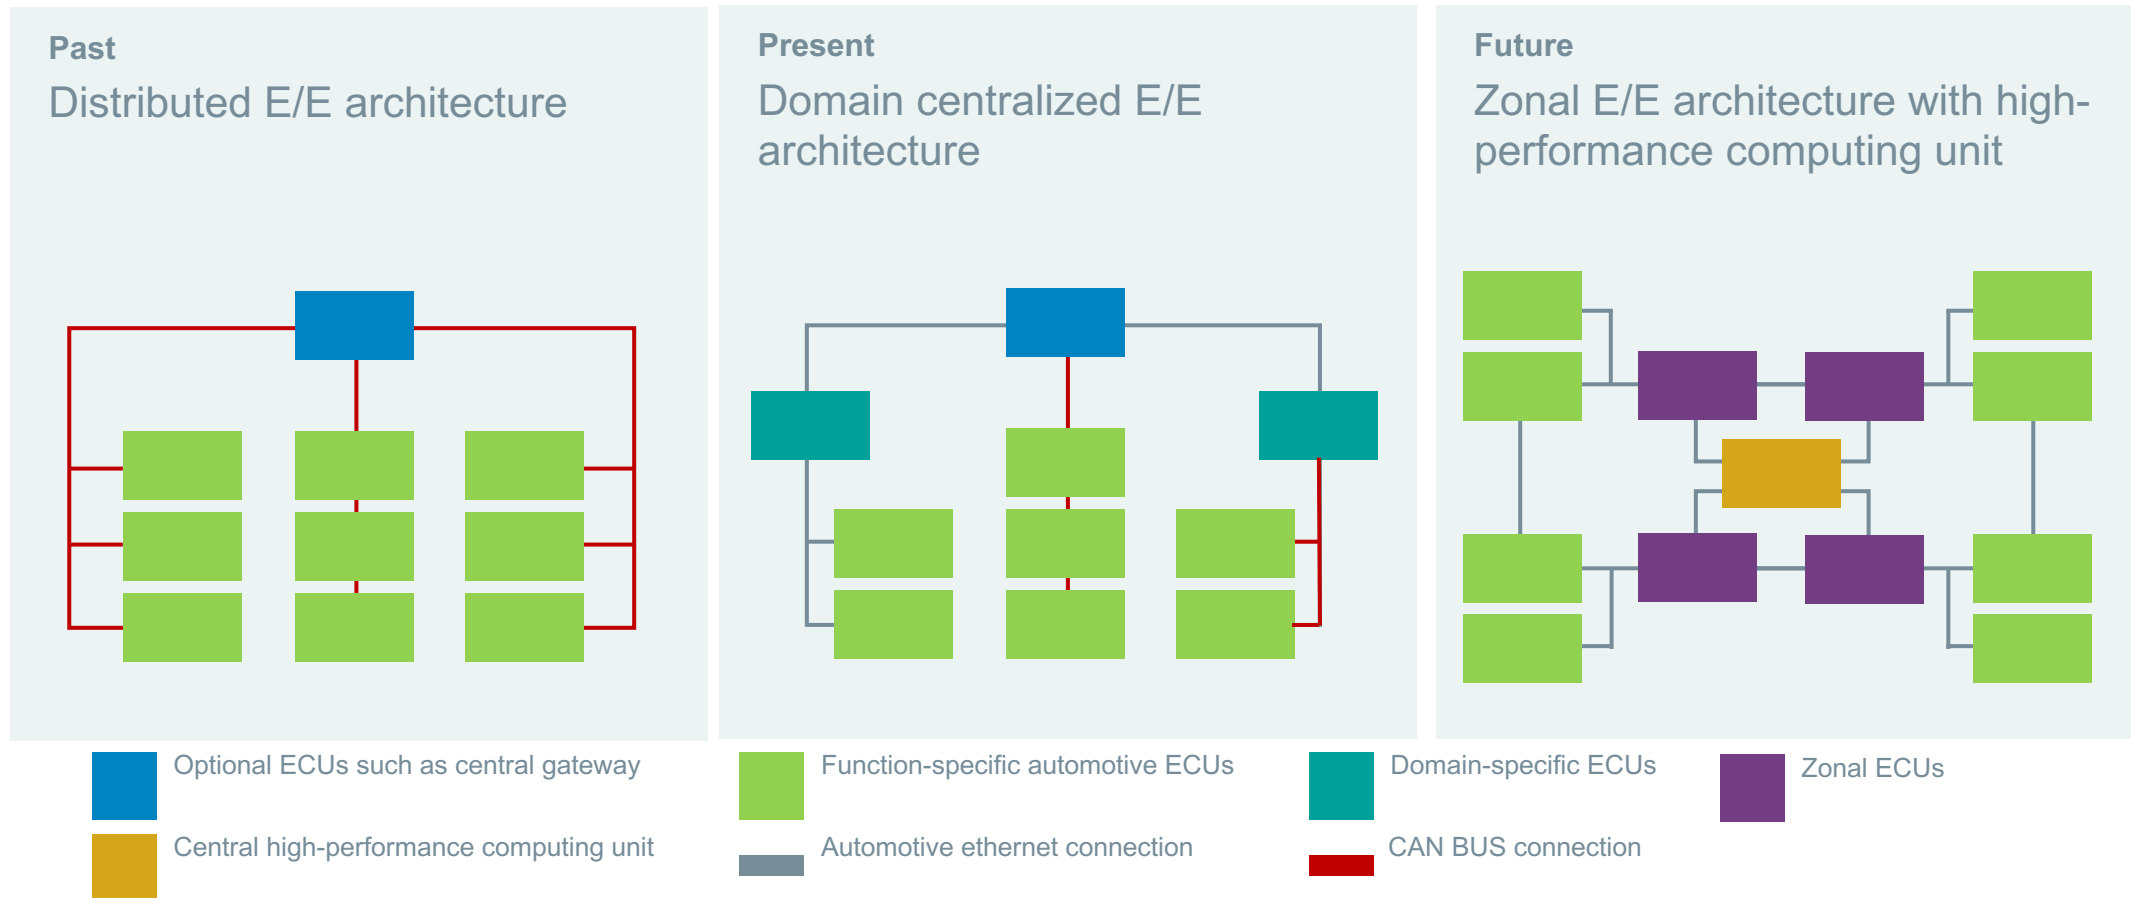 Past
Distributed E/E architecture
Present
Domain centralized E/E
architecture
Future
Zonal E/E architecture with high-
performance computing unit
Optional ECUs such as central gateway
Function-specific automotive ECUs
Domain-specific ECUs
Zonal ECUs
Central high-performance computing unit
Automotive ethernet connection
CAN BUS connection